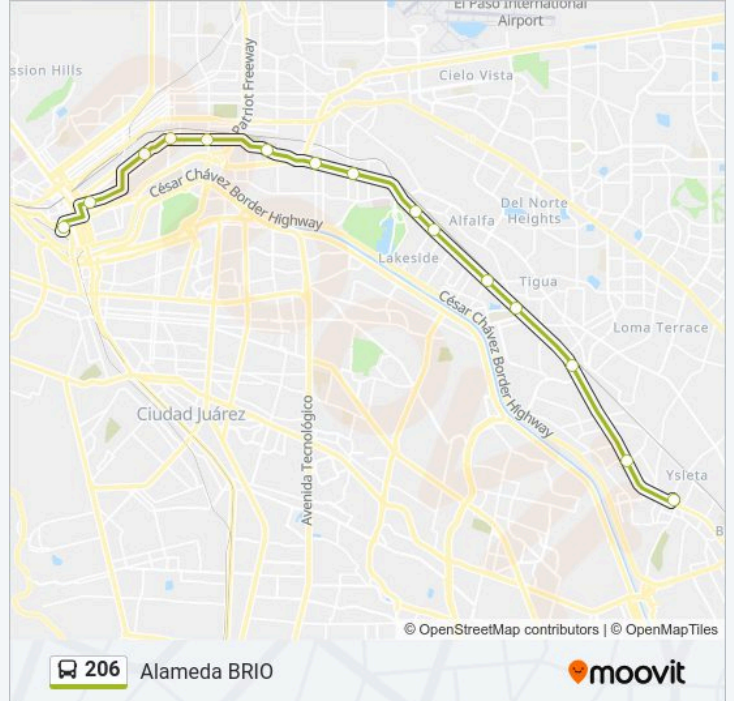 El Paso International
Airport
ssion Hills
Cielo Vista
Patriot Freeway
César Chávez Border Highway
Del Norte
Heights
Alfalfa
Lakeside
Tigua
César Chávez Border Highway
Loma Terrace
Ciudad Juárez
Avenida Tecnológico
Ysleta
B
© OpenStreetMap contributors | © OpenMapTiles
206 Alameda BRIO
moovit